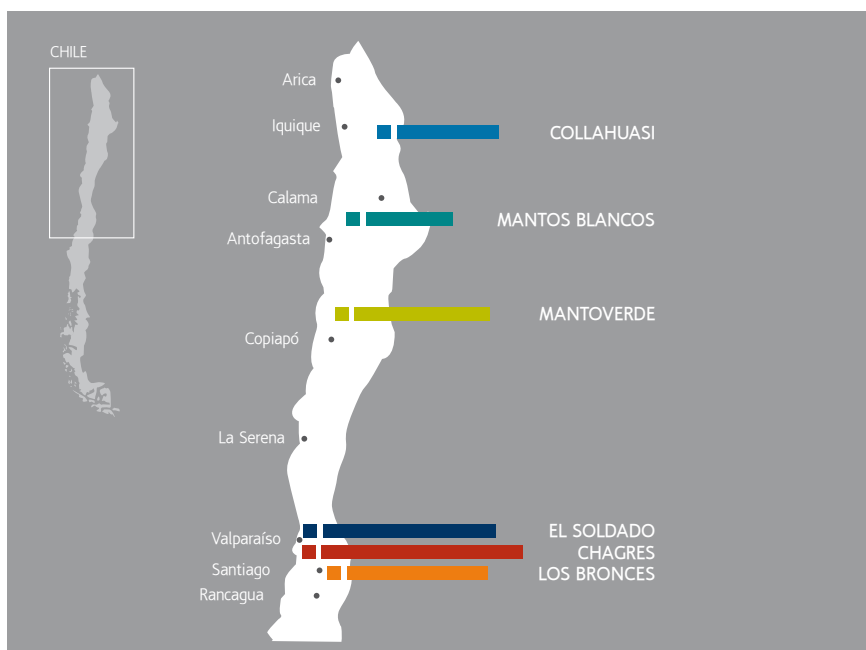 CHILE
Arica
Iquique
COLLAHUASI
Calama
MANTOS BLANCOS
Antofagasta
MANTOVERDE
Copiapó
La Serena
EL SOLDADO
Valparaíso
CHAGRES
Santiago
LOS BRONCES
Rancagua